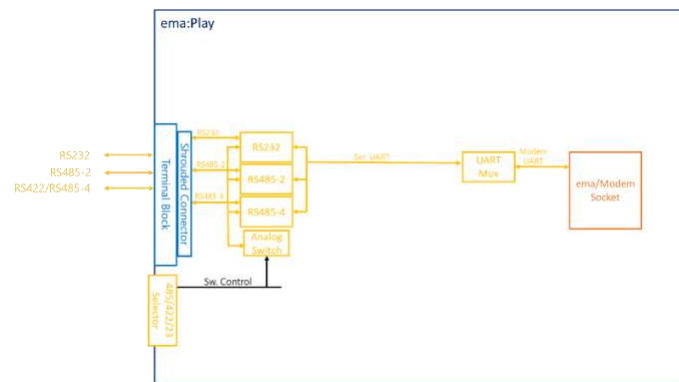 ema:Play
RS232
RS485-2
RS422/RS485-4
Terminal Block
Shrouded Connector
RS232
RS485-2
RS485-4
RS232
RS485-2
RS485-4
Analog
Switch
Ser. UART
UART
Mux
Modem
UART
ema/Modem
Socket
Sw. Control
485/422/23
Selector